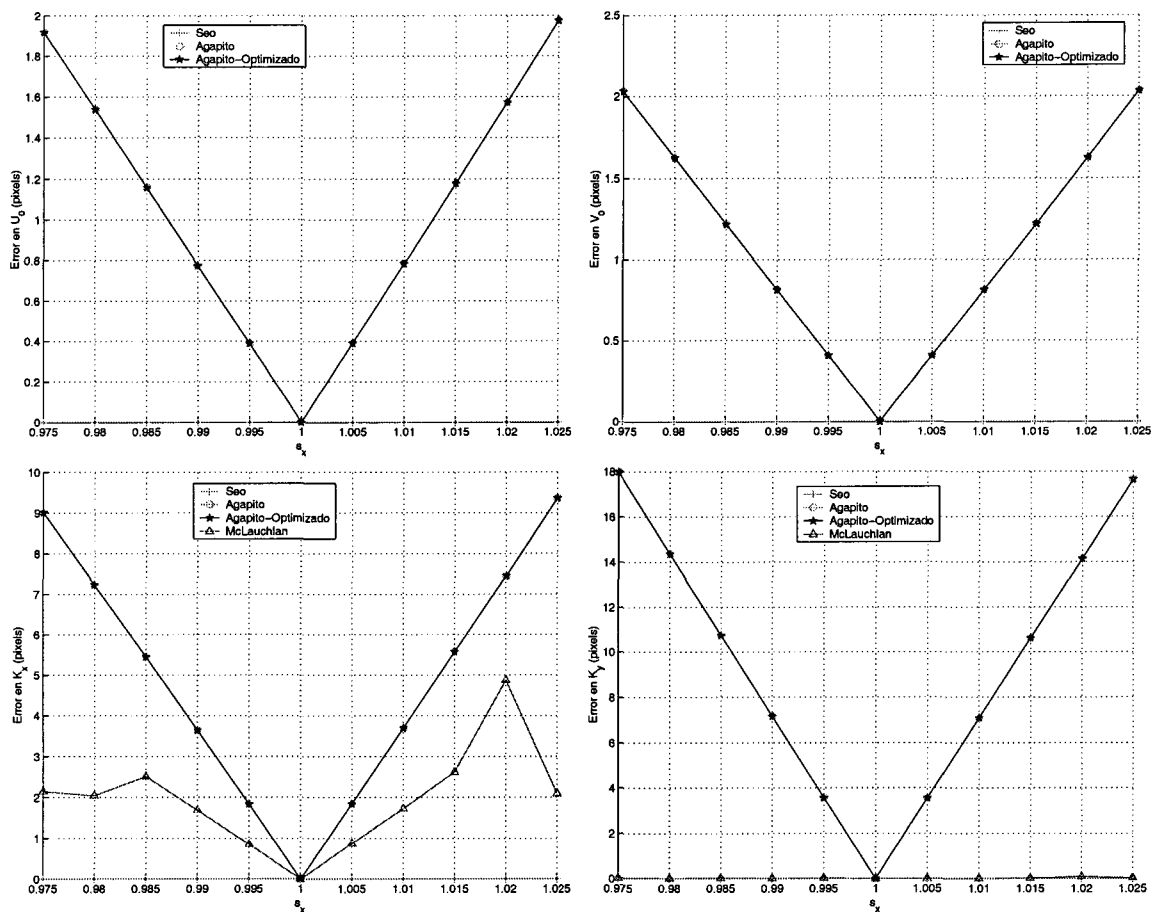 2
1.8
1.6
1.4
1.2
1
0.8
0.6
0.4
0.2
0
Error en U_0 (pixels)
Seo
Agapito
Agapito-Optimizado
0.975 0.98 0.985 0.99 0.995 1 1.005 1.01 1.015 1.02 1.025
s_x
2.5
2
1.5
1
0.5
0
Error en V_0 (pixels)
Seo
Agapito
Agapito-Optimizado
0.975 0.98 0.985 0.99 0.995 1 1.005 1.01 1.015 1.02 1.025
s_x
10
9
8
7
6
5
4
3
2
1
0
Error en K_x (pixels)
Seo
Agapito
Agapito-Optimizado
McLauchlan
0.975 0.98 0.985 0.99 0.995 1 1.005 1.01 1.015 1.02 1.025
s_x
18
16
14
12
10
8
6
4
2
0
Error en K_y (pixels)
Seo
Agapito
Agapito-Optimizado
McLauchlan
0.975 0.98 0.985 0.99 0.995 1 1.005 1.01 1.015 1.02 1.025
s_x